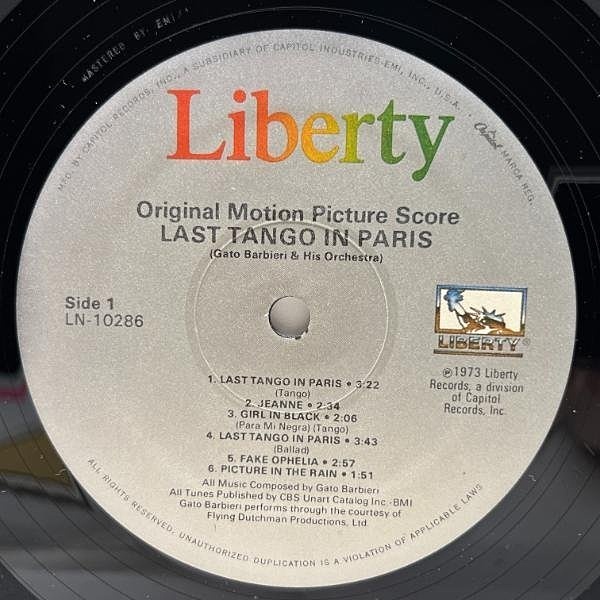 MASTERED BY EMI
MFG. BY CAPITOL RECORDS, INC., A SUBSIDIARY OF CAPITOL INDUSTRIES-EMI, INC., U.S.A. • Capitol MARCA REG.
Liberty
Original Motion Picture Score
LAST TANGO IN PARIS
(Gato Barbieri & His Orchestra)
Side 1
LN-10286
LIBERTY®
℗1973 Liberty
Records, a division
of Capitol
Records, Inc.
1. LAST TANGO IN PARIS • 3:22
(Tango)
2. JEANNE • 2:34
3. GIRL IN BLACK • 2:06
(Para Mi Negra) (Tango)
4. LAST TANGO IN PARIS • 3:43
(Ballad)
5. FAKE OPHELIA • 2:57
6. PICTURE IN THE RAIN • 1:51
All Music Composed by Gato Barbieri
All Tunes Published by CBS Unart Catalog Inc.-BMI
Gato Barbieri performs through the courtesy of
Flying Dutchman Productions, Ltd.
ALL RIGHTS RESERVED. UNAUTHORIZED DUPLICATION IS A VIOLATION OF APPLICABLE LAWS